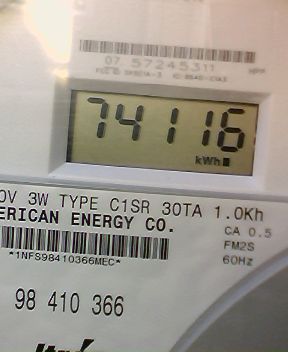 07 57245311
74116
kWh
0V 3W TYPE C1SR 30TA 1.0Kh
ERICAN ENERGY CO.
CA 0.5
FM2S
60Hz
*1NFS98410366MEC*
98 410 366